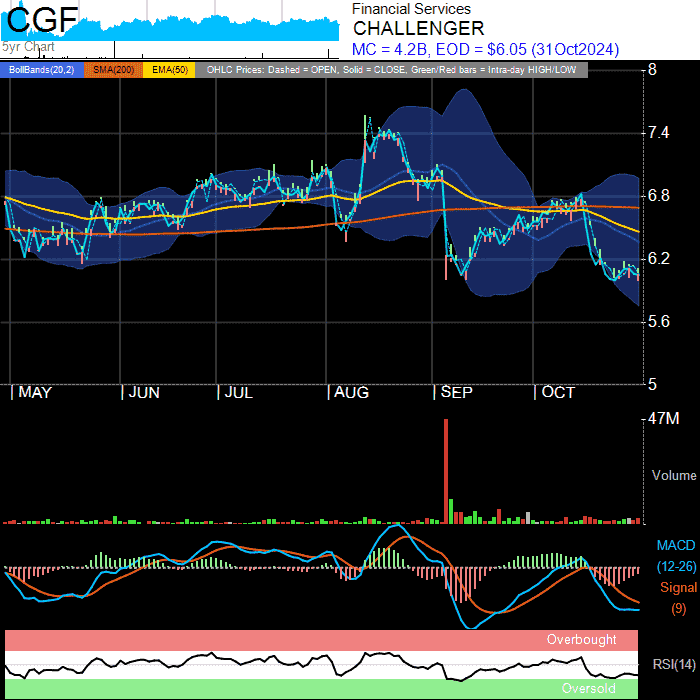 CGF
5yr Chart
Financial Services
CHALLENGER
MC = 4.2B, EOD = $6.05 (31Oct2024)
BollBands(20,2) SMA(200) EMA(50) OHLC Prices: Dashed = OPEN, Solid = CLOSE, Green/Red bars = Intra-day HIGH/LOW
8
7.4
6.8
6.2
5.6
5
MAY JUN JUL AUG SEP OCT
47M
Volume
MACD
(12-26)
Signal
(9)
Overbought
RSI(14)
Oversold